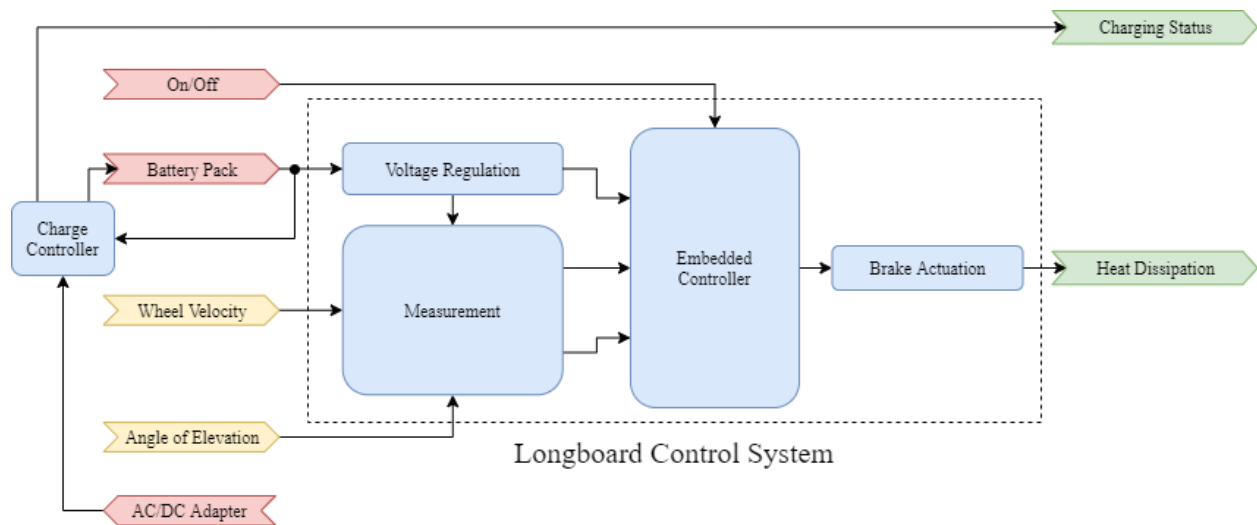 Charging Status
On/Off
Battery Pack
Voltage Regulation
Charge
Controller
Embedded
Controller
Brake Actuation
Heat Dissipation
Wheel Velocity
Measurement
Angle of Elevation
Longboard Control System
AC/DC Adapter